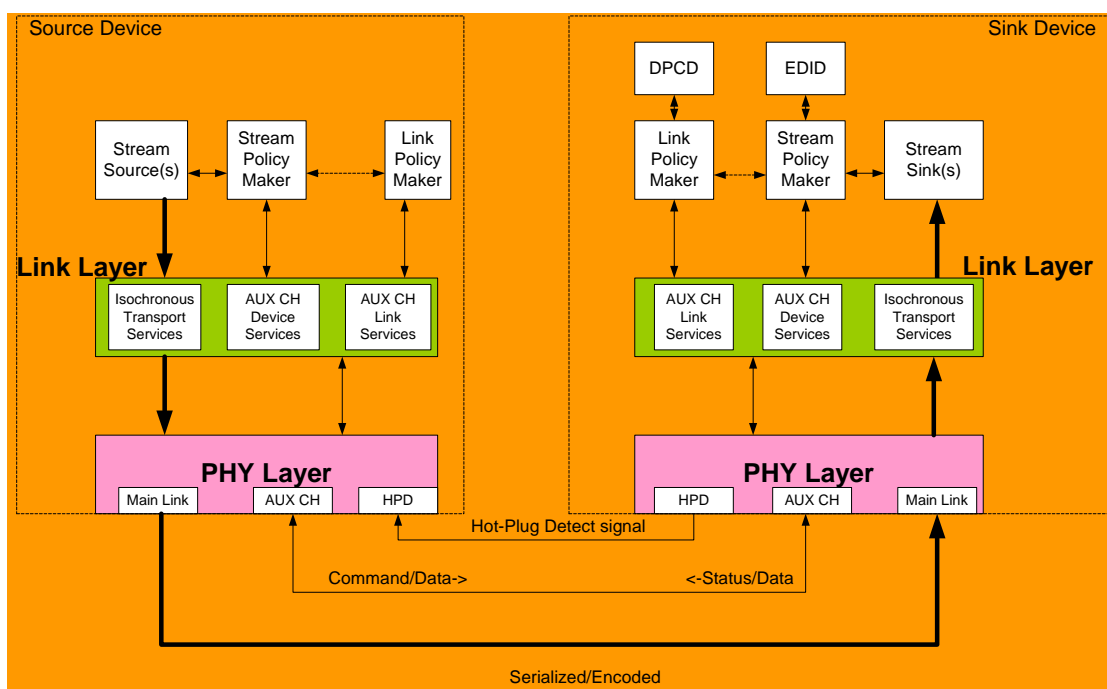 Source Device
Sink Device
DPCD
EDID
Stream
Source(s)
Stream
Policy
Maker
Link
Policy
Maker
Link
Policy
Maker
Stream
Policy
Maker
Stream
Sink(s)
Link Layer
Link Layer
Isochronous
Transport
Services
AUX CH
Device
Services
AUX CH
Link
Services
AUX CH
Link
Services
AUX CH
Device
Services
Isochronous
Transport
Services
PHY Layer
PHY Layer
Main Link
AUX CH
HPD
HPD
AUX CH
Main Link
Hot-Plug Detect signal
Command/Data->
<-Status/Data
Serialized/Encoded